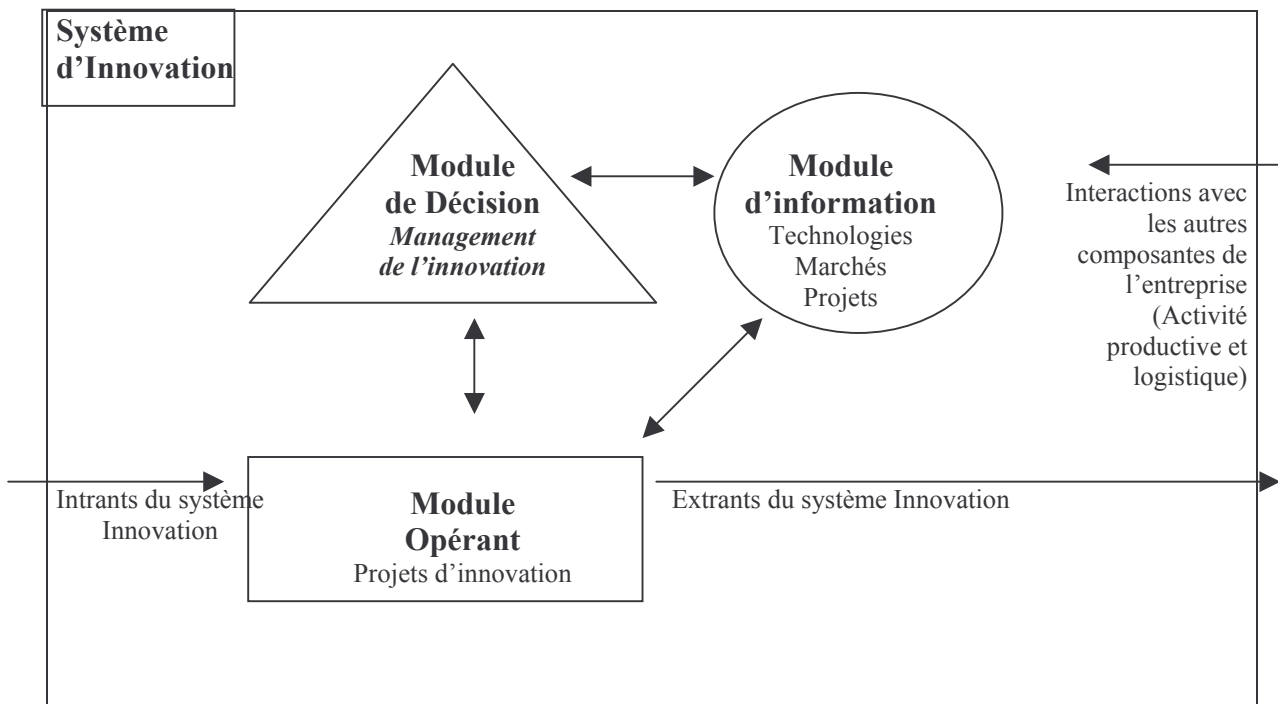 Système
d’Innovation
Module
de Décision
Management
de l’innovation
Module
d’information
Technologies
Marchés
Projets
Interactions avec
les autres
composantes de
l’entreprise
(Activité
productive et
logistique)
Intrants du système
Innovation
Module
Opérant
Projets d’innovation
Extrants du système Innovation